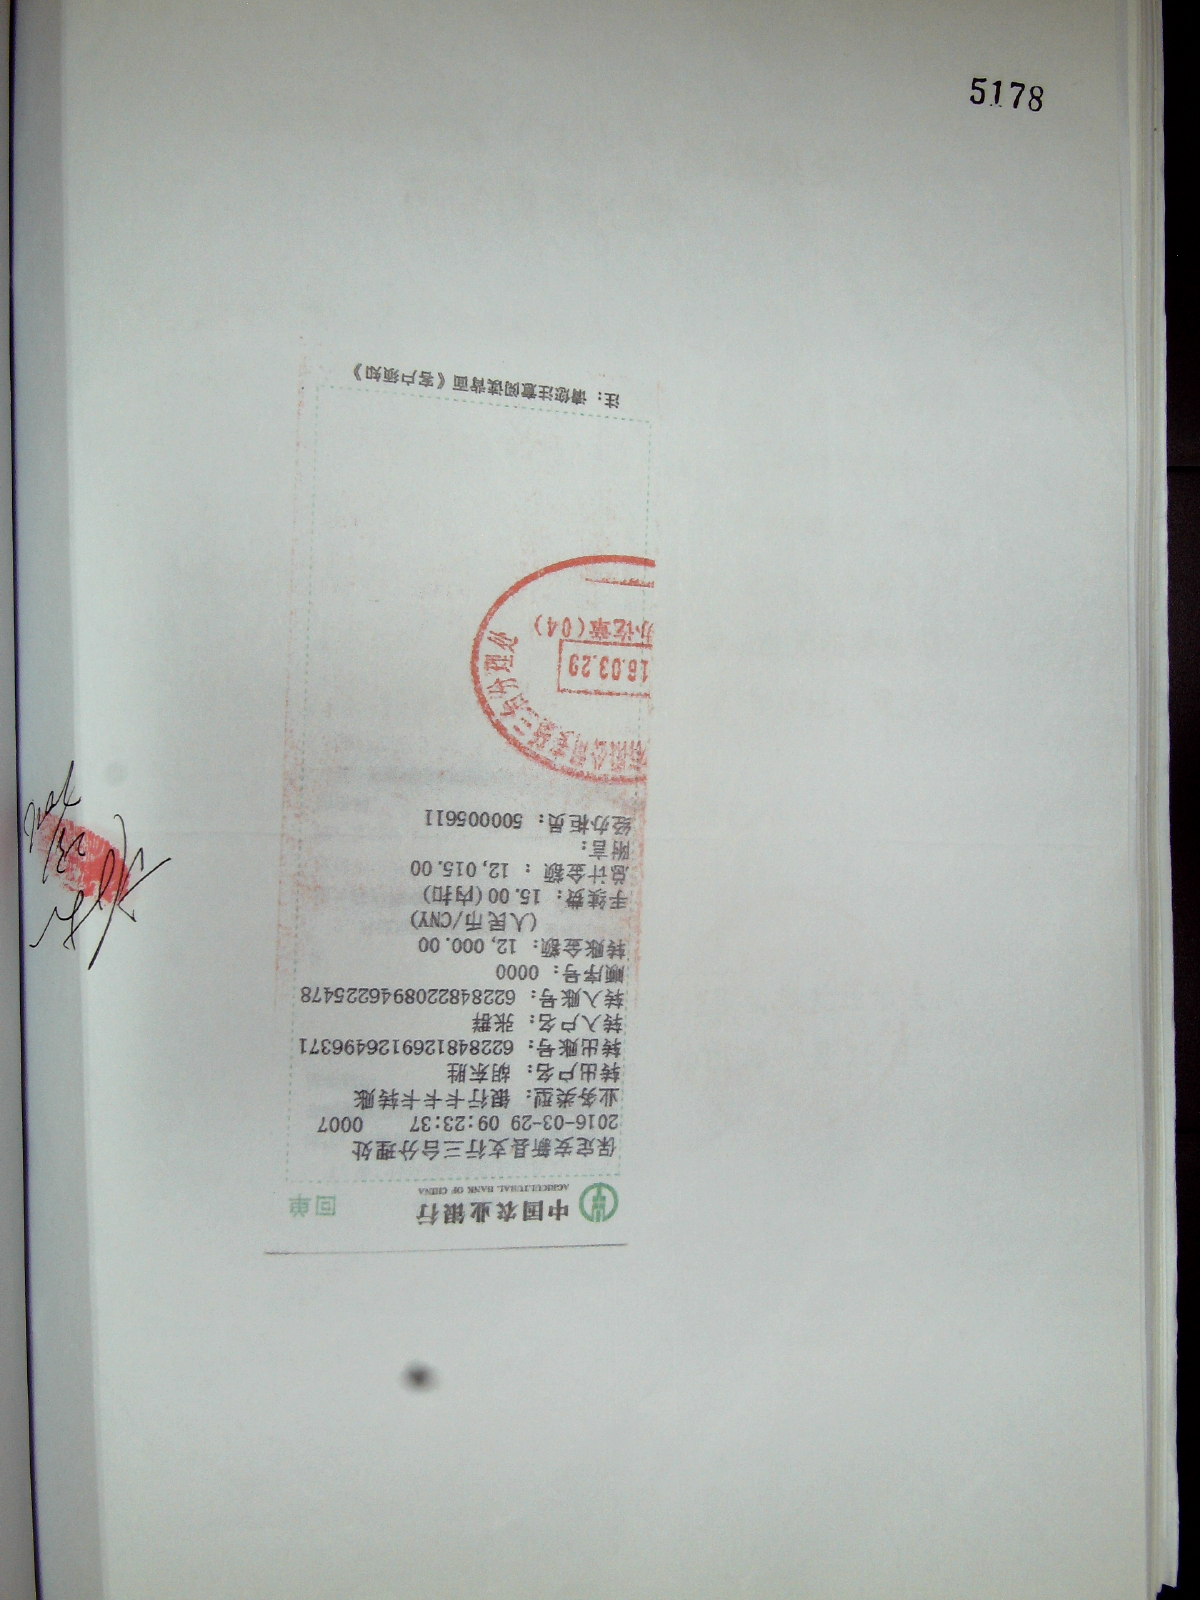 5178
中国农业银行
AGRICULTURAL BANK OF CHINA
回单
保定安新县支行三台分理处
2016-03-29 09:23:37 0007
业务类型: 银行卡卡卡转账
转出户名: 胡东胜
转出账号: 6228481269126496371
转入户名: 张群
转入账号: 6228482208946225478
顺序号: 0000
转账金额: 12,000.00
(人民币/CNY)
手续费: 15.00(内扣)
总计金额 : 12,015.00
附言:
经办柜员: 500005611
有限公司安新三台分理处
16.03.29
办讫章(04)
注: 请您注意阅读背面《客户须知》